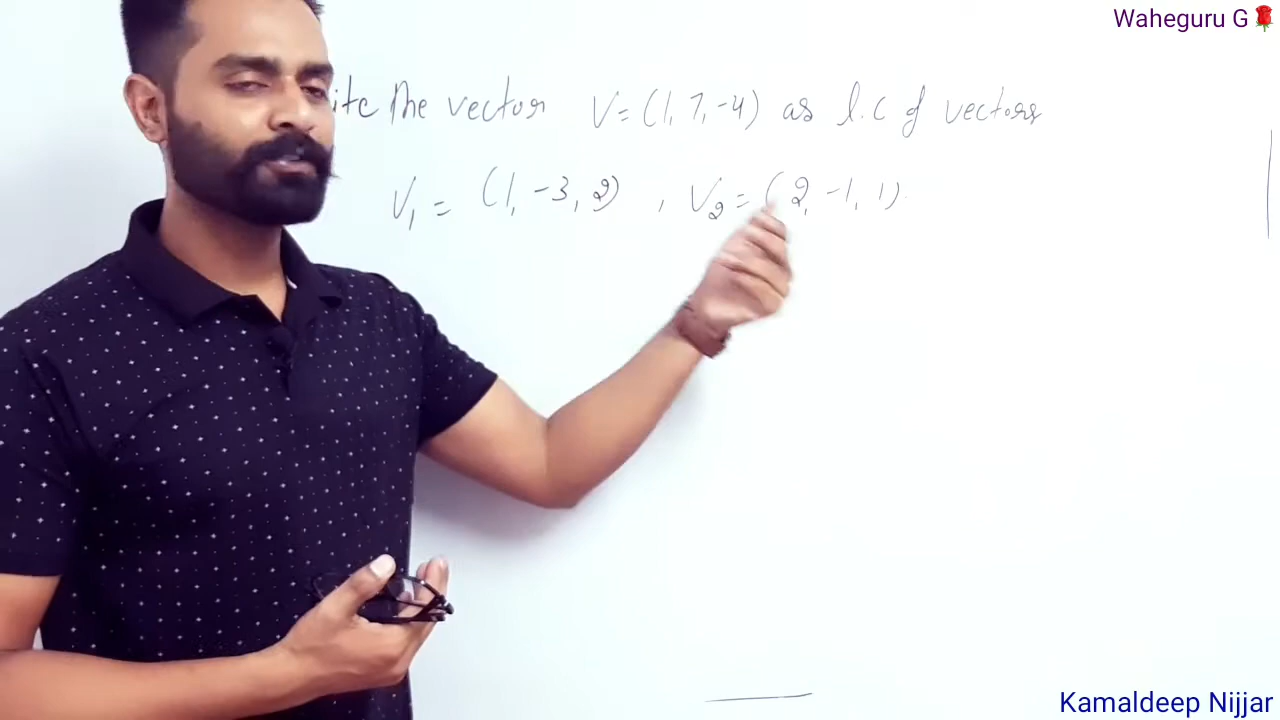 Waheguru G🌹
ite the vector V = (1, 7, -4) as l.c of vectors
V₁ = (1, -3, 2) , V₂ = (2, -1, 1).
Kamaldeep Nijjar